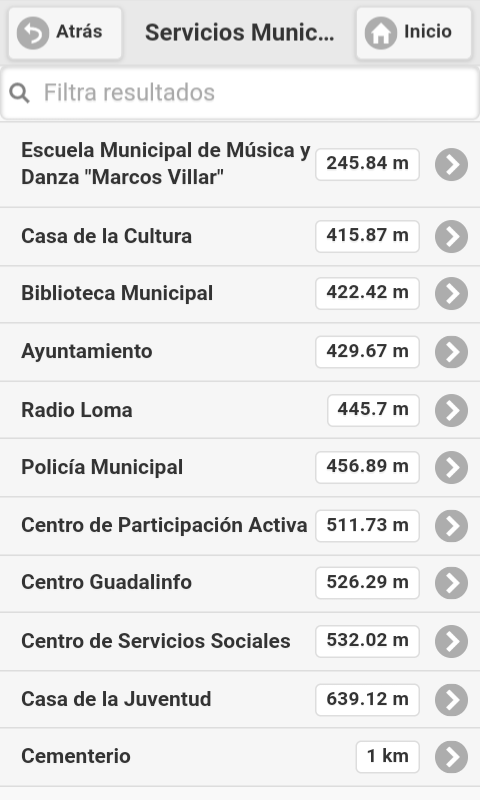 Atrás
Servicios Munic...
Inicio
Filtra resultados
Escuela Municipal de Música y
Danza "Marcos Villar"
245.84 m
Casa de la Cultura
415.87 m
Biblioteca Municipal
422.42 m
Ayuntamiento
429.67 m
Radio Loma
445.7 m
Policía Municipal
456.89 m
Centro de Participación Activa
511.73 m
Centro Guadalinfo
526.29 m
Centro de Servicios Sociales
532.02 m
Casa de la Juventud
639.12 m
Cementerio
1 km